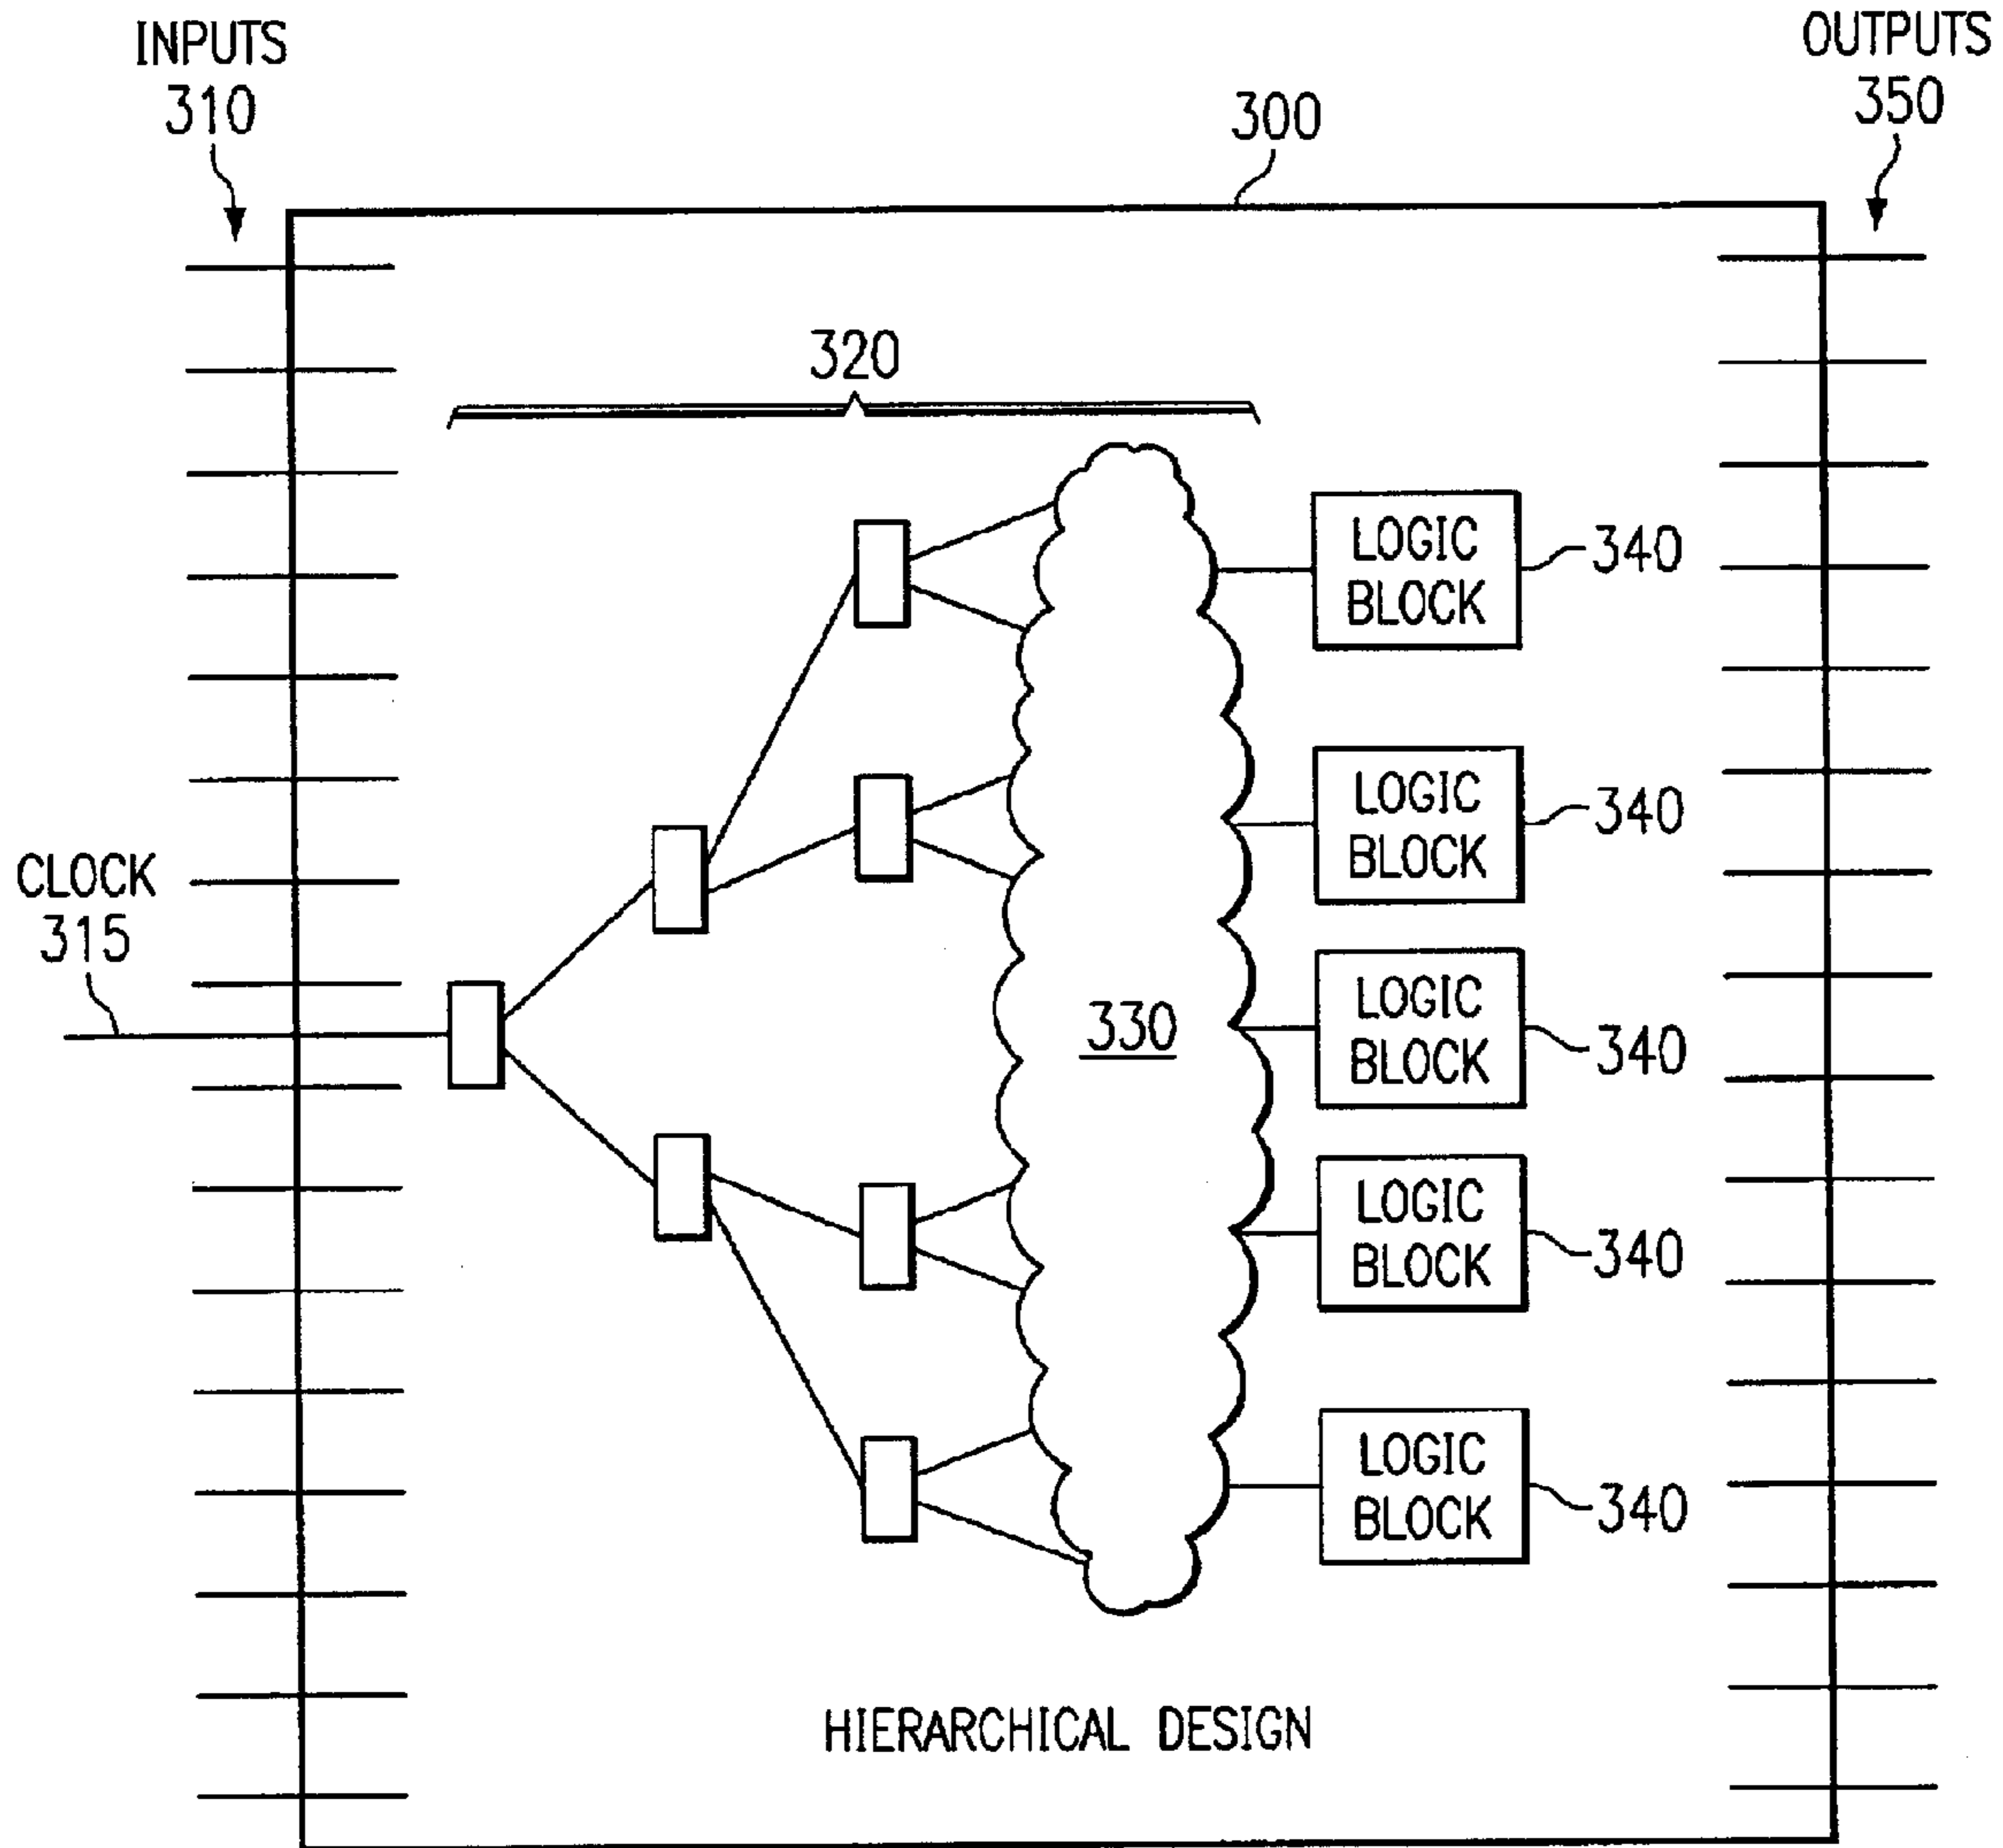 INPUTS
310
OUTPUTS
350
300
320
LOGIC
BLOCK
340
LOGIC
BLOCK
340
CLOCK
315
LOGIC
BLOCK
340
330
LOGIC
BLOCK
340
LOGIC
BLOCK
340
HIERARCHICAL DESIGN